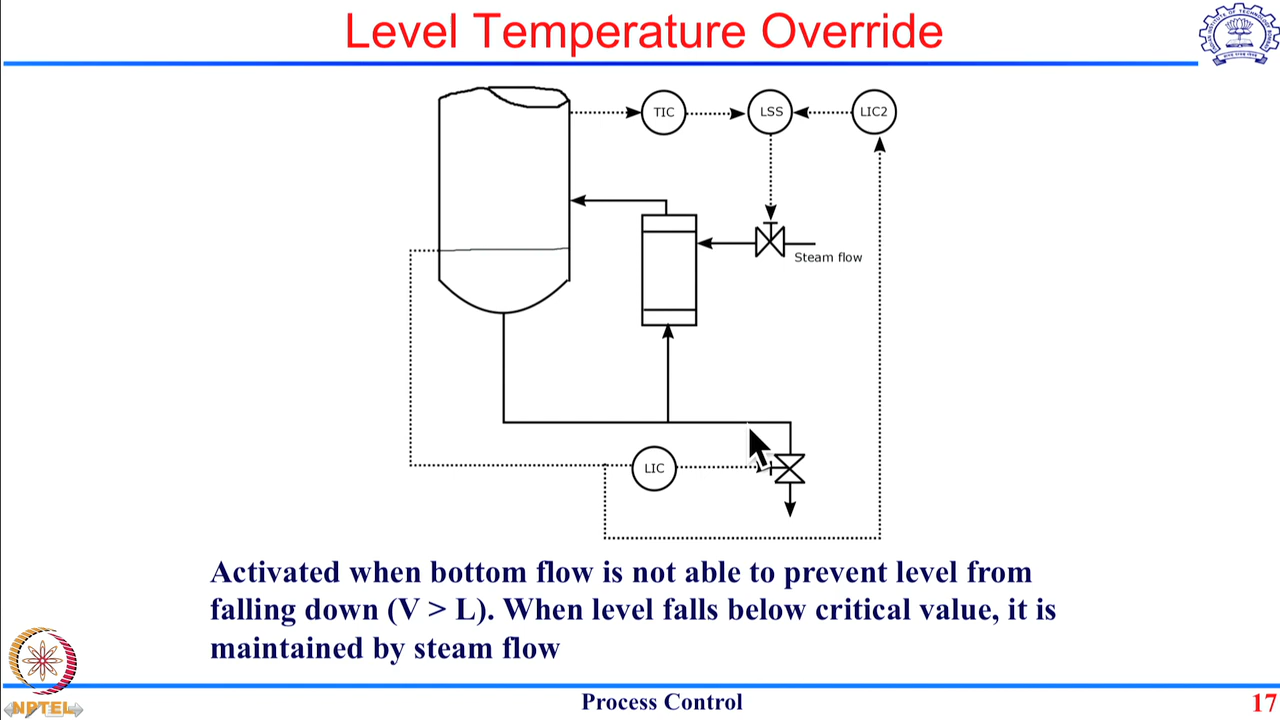 Level Temperature Override
TIC
LSS
LIC2
Steam flow
LIC
Activated when bottom flow is not able to prevent level from
falling down (V > L). When level falls below critical value, it is
maintained by steam flow
NPTEL
Process Control
17